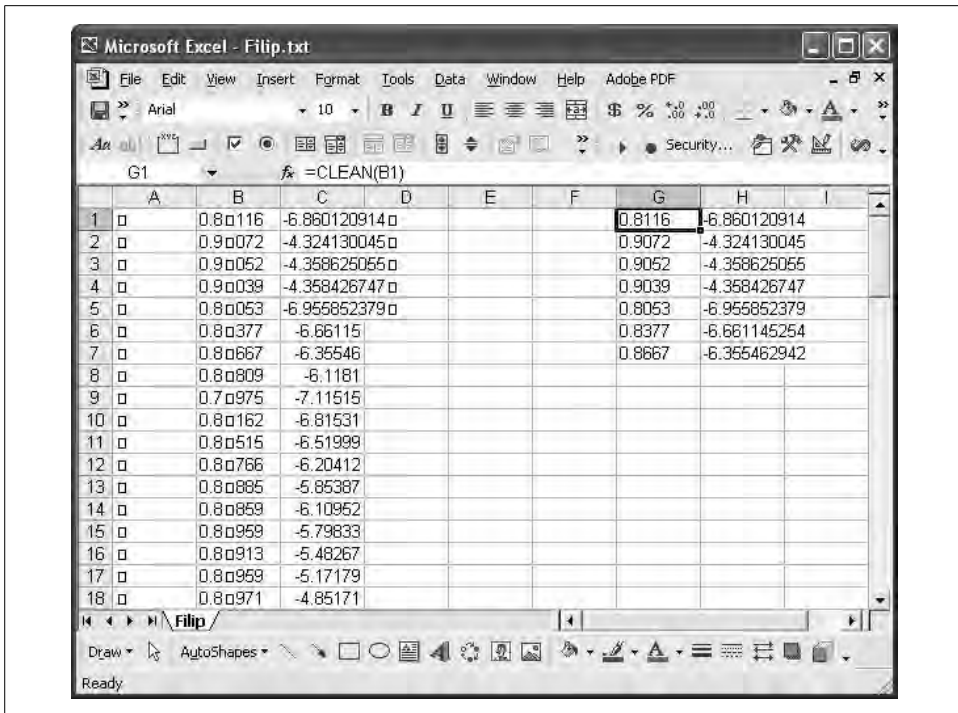 Microsoft Excel - Filip.txt
File Edit View Insert Format Tools Data Window Help Adobe PDF
Arial 10 B I U $ % .00 .00 A
Security...
G1 fx =CLEAN(B1)
A B C D E F G H I
1 □ 0.8□116 -6.860120914□ 0.8116 -6.860120914
2 □ 0.9□072 -4.324130045□ 0.9072 -4.324130045
3 □ 0.9□052 -4.358625055□ 0.9052 -4.358625055
4 □ 0.9□039 -4.358426747□ 0.9039 -4.358426747
5 □ 0.8□053 -6.955852379□ 0.8053 -6.955852379
6 □ 0.8□377 -6.66115 0.8377 -6.661145254
7 □ 0.8□667 -6.35546 0.8667 -6.355462942
8 □ 0.8□809 -6.1181
9 □ 0.7□975 -7.11515
10 □ 0.8□162 -6.81531
11 □ 0.8□515 -6.51999
12 □ 0.8□766 -6.20412
13 □ 0.8□885 -5.85387
14 □ 0.8□859 -6.10952
15 □ 0.8□959 -5.79833
16 □ 0.8□913 -5.48267
17 □ 0.8□959 -5.17179
18 □ 0.8□971 -4.85171
Filip
Draw AutoShapes A A
Ready